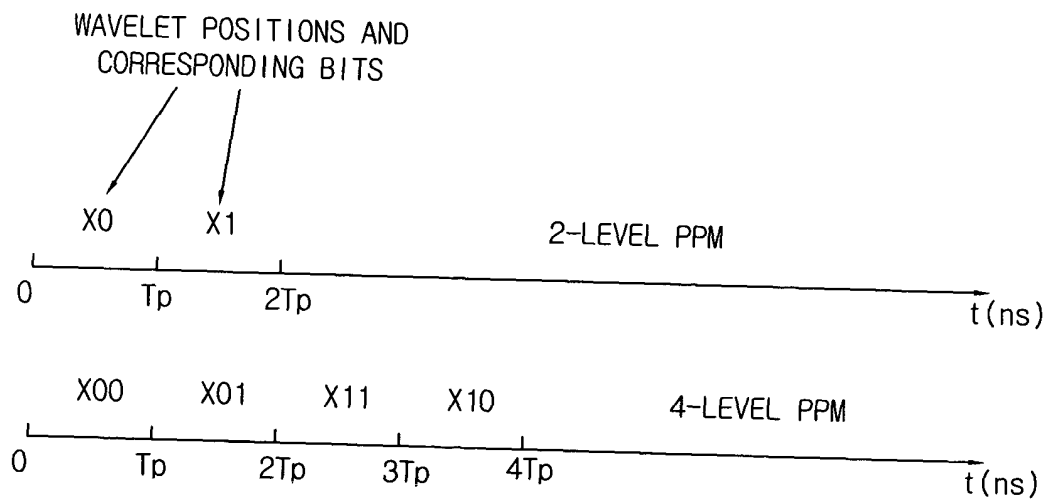 WAVELET POSITIONS AND
CORRESPONDING BITS
X0 X1 2-LEVEL PPM
0 Tp 2Tp t(ns)
X00 X01 X11 X10 4-LEVEL PPM
0 Tp 2Tp 3Tp 4Tp t(ns)